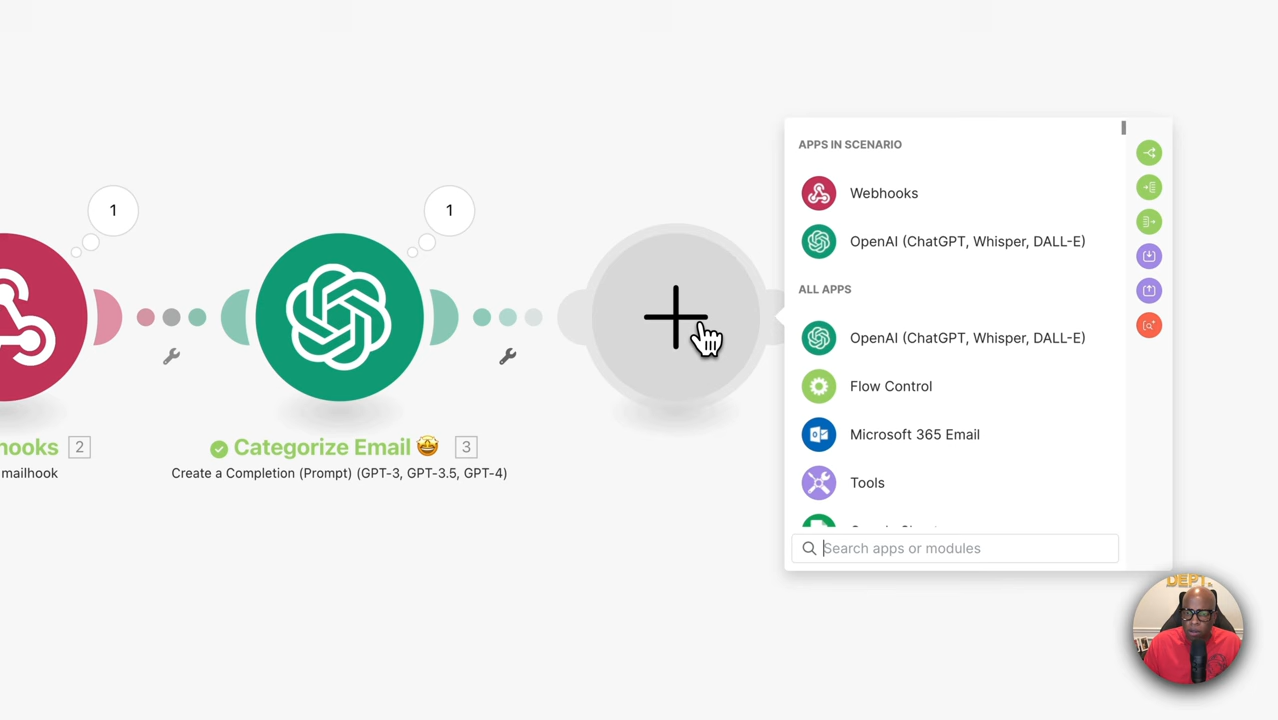 1
1
hooks 2
mailhook
Categorize Email 🤩 3
Create a Completion (Prompt) (GPT-3, GPT-3.5, GPT-4)
APPS IN SCENARIO
Webhooks
OpenAI (ChatGPT, Whisper, DALL-E)
ALL APPS
OpenAI (ChatGPT, Whisper, DALL-E)
Flow Control
Microsoft 365 Email
Tools
Search apps or modules
DEPT.